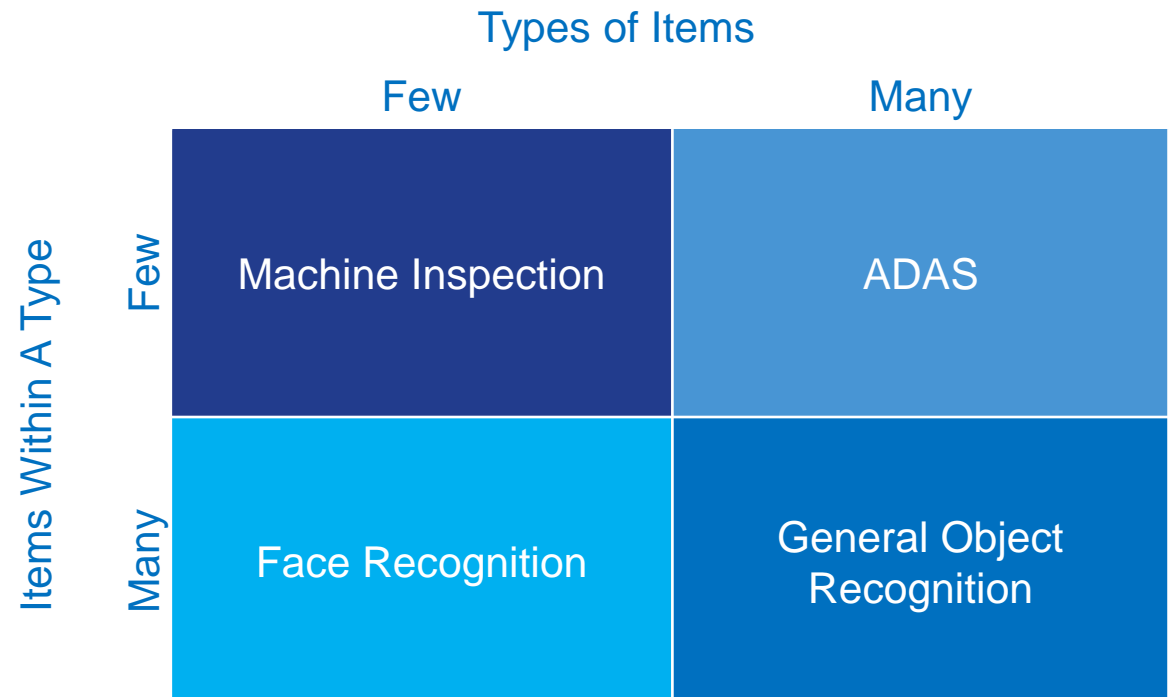 Types of Items
Few
Many
Items Within A Type
Few
Machine Inspection
ADAS
Many
Face Recognition
General Object
Recognition